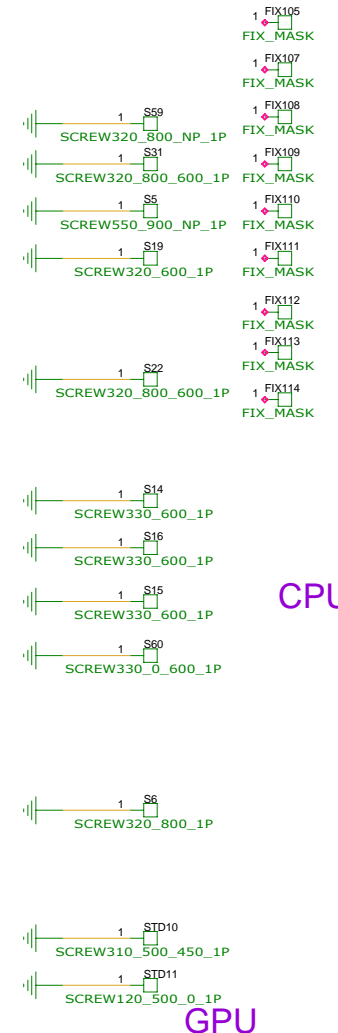 1 FIX105
FIX_MASK
1 FIX107
FIX_MASK
1 FIX108
FIX_MASK
1 S59
SCREW320_800_NP_1P
1 FIX109
FIX_MASK
1 S31
SCREW320_800_600_1P
1 FIX110
FIX_MASK
1 S5
SCREW550_900_NP_1P
1 FIX111
FIX_MASK
1 S19
SCREW320_600_1P
1 FIX112
FIX_MASK
1 FIX113
FIX_MASK
1 S22
SCREW320_800_600_1P
1 FIX114
FIX_MASK
1 S14
SCREW330_600_1P
1 S16
SCREW330_600_1P
1 S15
SCREW330_600_1P
CPU
1 S60
SCREW330_0_600_1P
1 S6
SCREW320_800_1P
1 STD10
SCREW310_500_450_1P
1 STD11
SCREW120_500_0_1P
GPU